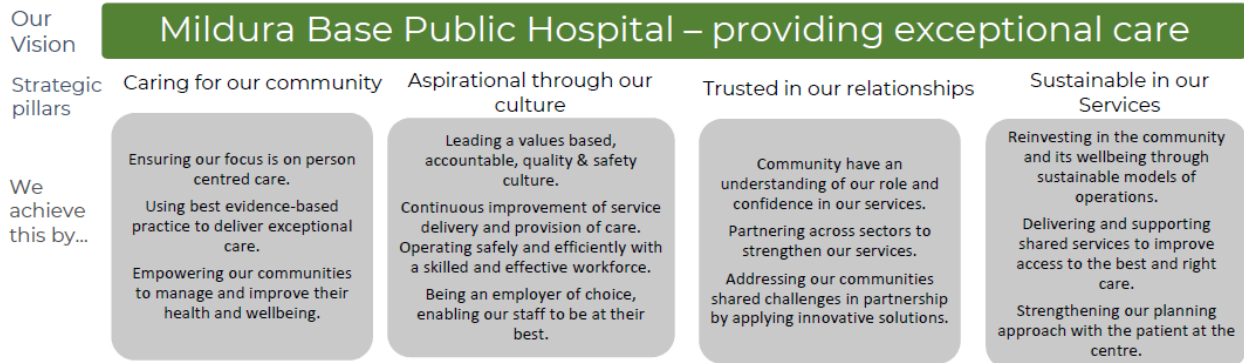 Our
Vision
Mildura Base Public Hospital – providing exceptional care
Strategic
pillars
Caring for our community
Aspirational through our
culture
Trusted in our relationships
Sustainable in our
Services
We
achieve
this by...
Ensuring our focus is on person
centred care.
Using best evidence-based
practice to deliver exceptional
care.
Empowering our communities
to manage and improve their
health and wellbeing.
Leading a values based,
accountable, quality & safety
culture.
Continuous improvement of service
delivery and provision of care.
Operating safely and efficiently with
a skilled and effective workforce.
Being an employer of choice,
enabling our staff to be at their
best.
Community have an
understanding of our role and
confidence in our services.
Partnering across sectors to
strengthen our services.
Addressing our communities
shared challenges in partnership
by applying innovative solutions.
Reinvesting in the community
and its wellbeing through
sustainable models of
operations.
Delivering and supporting
shared services to improve
access to the best and right
care.
Strengthening our planning
approach with the patient at the
centre.